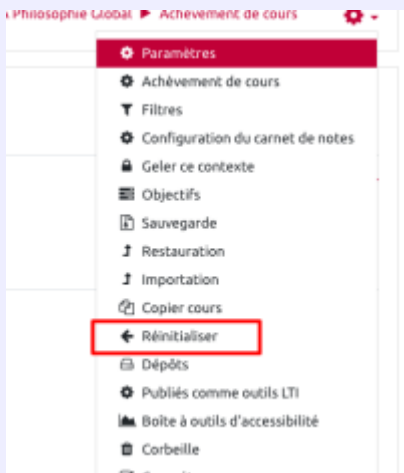 Philosophie Global ► Achèvement de cours
Paramètres
Achèvement de cours
Filtres
Configuration du carnet de notes
Geler ce contexte
Objectifs
Sauvegarde
Restauration
Importation
Copier cours
Réinitialiser
Dépôts
Publiés comme outils LTI
Boîte à outils d'accessibilité
Corbeille